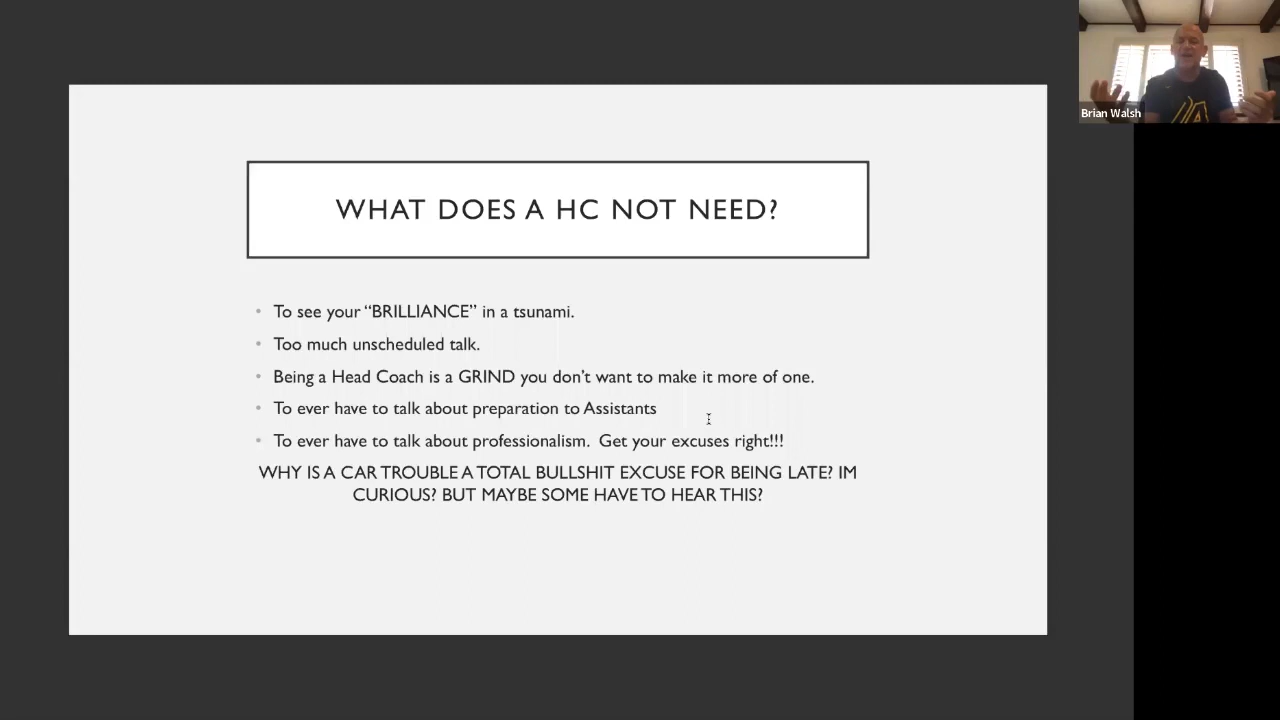 Brian Walsh
WHAT DOES A HC NOT NEED?
• To see your “BRILLIANCE” in a tsunami.
• Too much unscheduled talk.
• Being a Head Coach is a GRIND you don’t want to make it more of one.
• To ever have to talk about preparation to Assistants
• To ever have to talk about professionalism.  Get your excuses right!!!
WHY IS A CAR TROUBLE A TOTAL BULLSHIT EXCUSE FOR BEING LATE? IM
CURIOUS? BUT MAYBE SOME HAVE TO HEAR THIS?